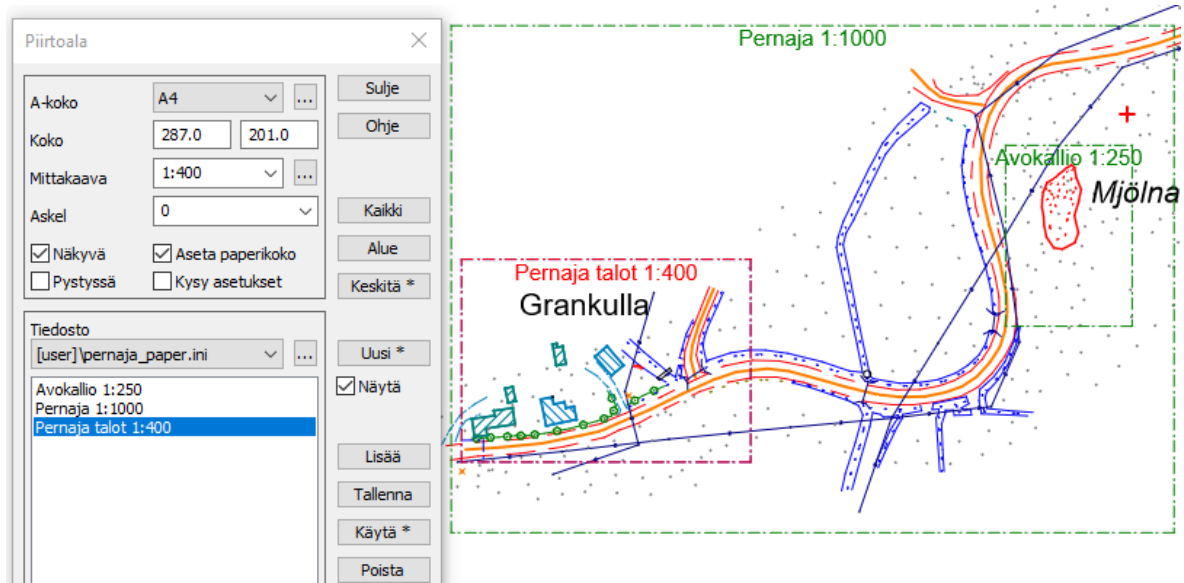 Piirtoala
A-koko
A4
...
Sulje
Koko
287.0
201.0
Ohje
Mittakaava
1:400
...
Askel
0
Kaikki
Näkyvä
Aseta paperikoko
Alue
Pystyssä
Kysy asetukset
Keskitä *
Tiedosto
[user]\pernaja_paper.ini
...
Uusi *
Näytä
Avokallio 1:250
Pernaja 1:1000
Pernaja talot 1:400
Lisää
Tallenna
Käytä *
Poista
Pernaja 1:1000
Avokallio 1:250
Mjölna
Pernaja talot 1:400
Grankulla